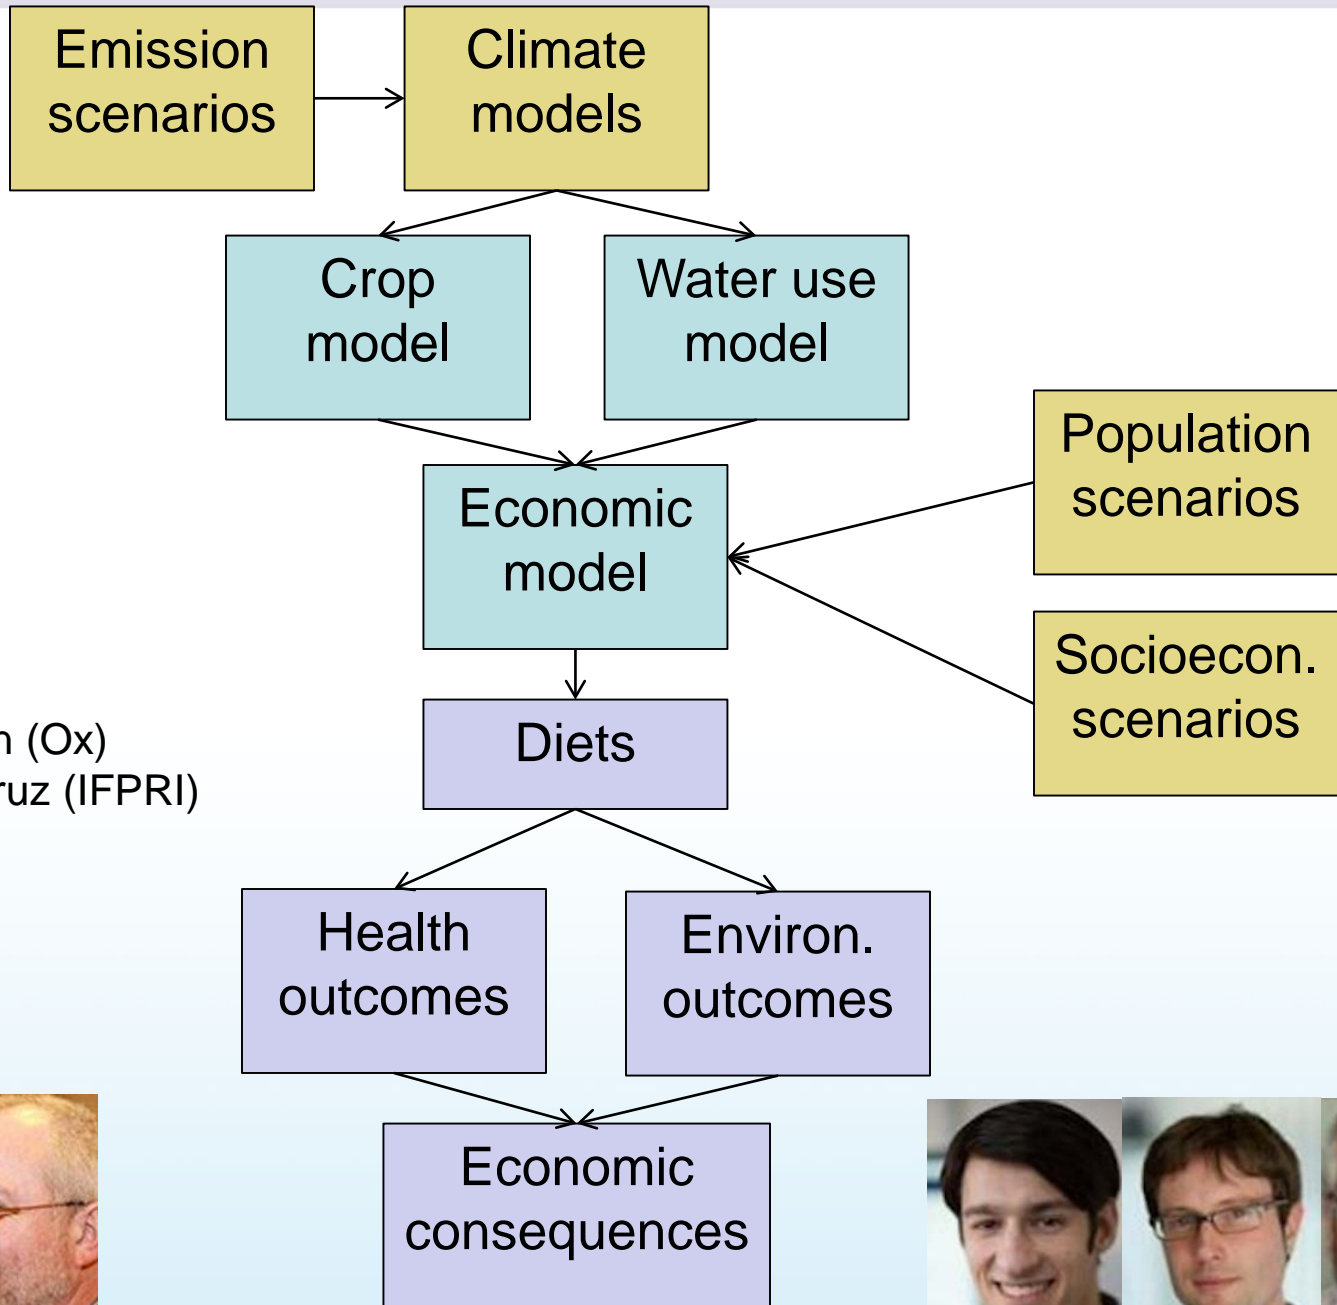 Emission
scenarios
Climate
models
Crop
model
Water use
model
Population
scenarios
Economic
model
Socioecon.
scenarios
(Ox)
(IFPRI)
Diets
Health
outcomes
Environ.
outcomes
Economic
consequences